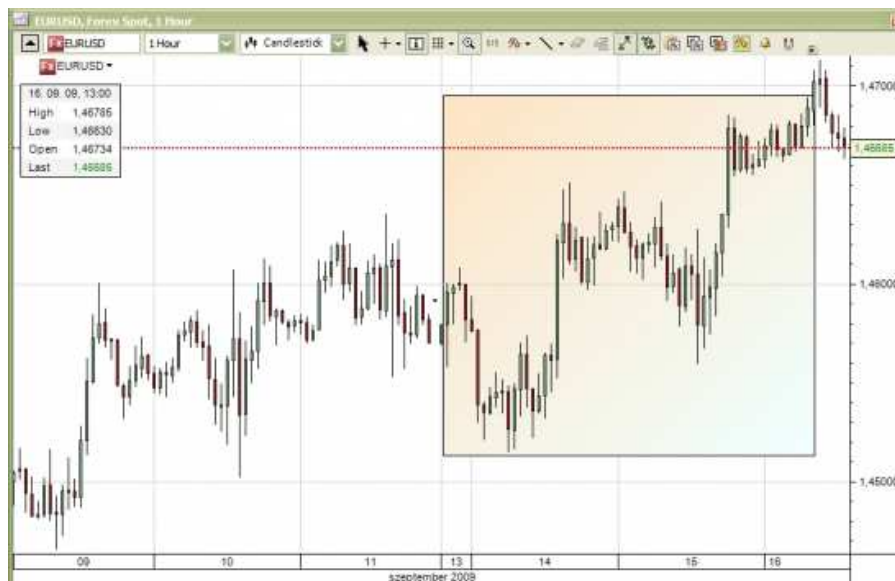 EURUSD, Forex Spot, 1 Hour
EURUSD 1 Hour Candlestick
EURUSD
16. 09. 09, 13:00
High 1,46785
Low 1,46630
Open 1,46734
Last 1,46685
1,47000
1,46685
1,46000
1,45000
09 10 11 13 14 15 16
szeptember 2009